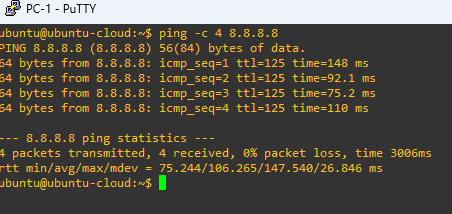 PC-1 - PuTTY
ubuntu@ubuntu-cloud:~$ ping -c 4 8.8.8.8
PING 8.8.8.8 (8.8.8.8) 56(84) bytes of data.
64 bytes from 8.8.8.8: icmp_seq=1 ttl=125 time=148 ms
64 bytes from 8.8.8.8: icmp_seq=2 ttl=125 time=92.1 ms
64 bytes from 8.8.8.8: icmp_seq=3 ttl=125 time=75.2 ms
64 bytes from 8.8.8.8: icmp_seq=4 ttl=125 time=110 ms
--- 8.8.8.8 ping statistics ---
4 packets transmitted, 4 received, 0% packet loss, time 3006ms
rtt min/avg/max/mdev = 75.244/106.265/147.540/26.846 ms
ubuntu@ubuntu-cloud:~$